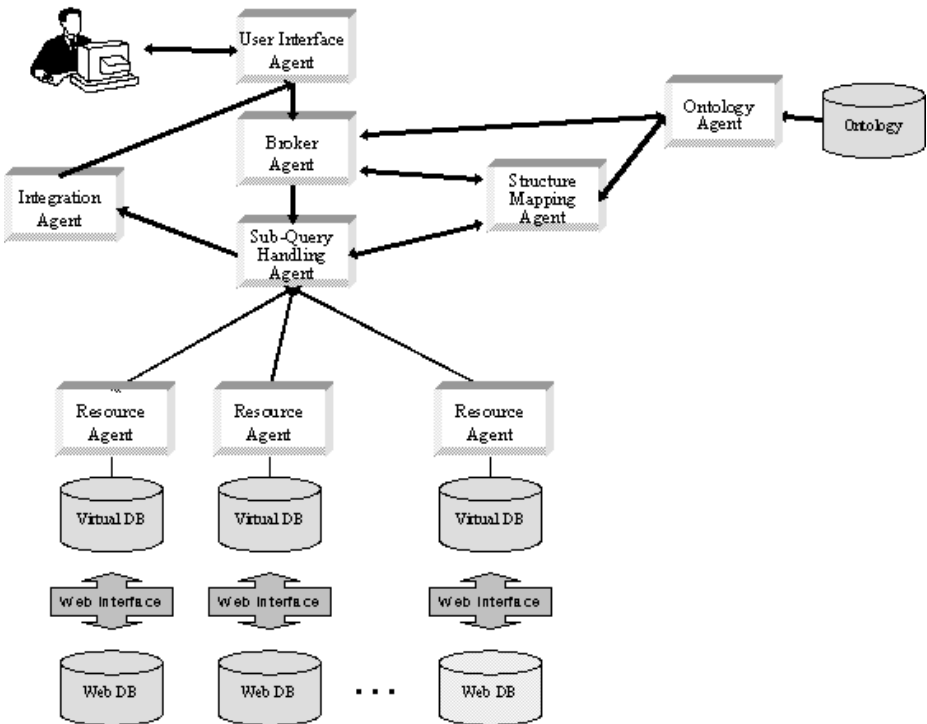 User Interface
Agent
Broker
Agent
Ontology
Agent
Ontology
Integration
Agent
Structure
Mapping
Agent
Sub-Query
Handling
Agent
Resource
Agent
Resource
Agent
Resource
Agent
Virtual DB
Virtual DB
Virtual DB
Web Interface
Web Interface
Web Interface
Web DB
Web DB
...
Web DB